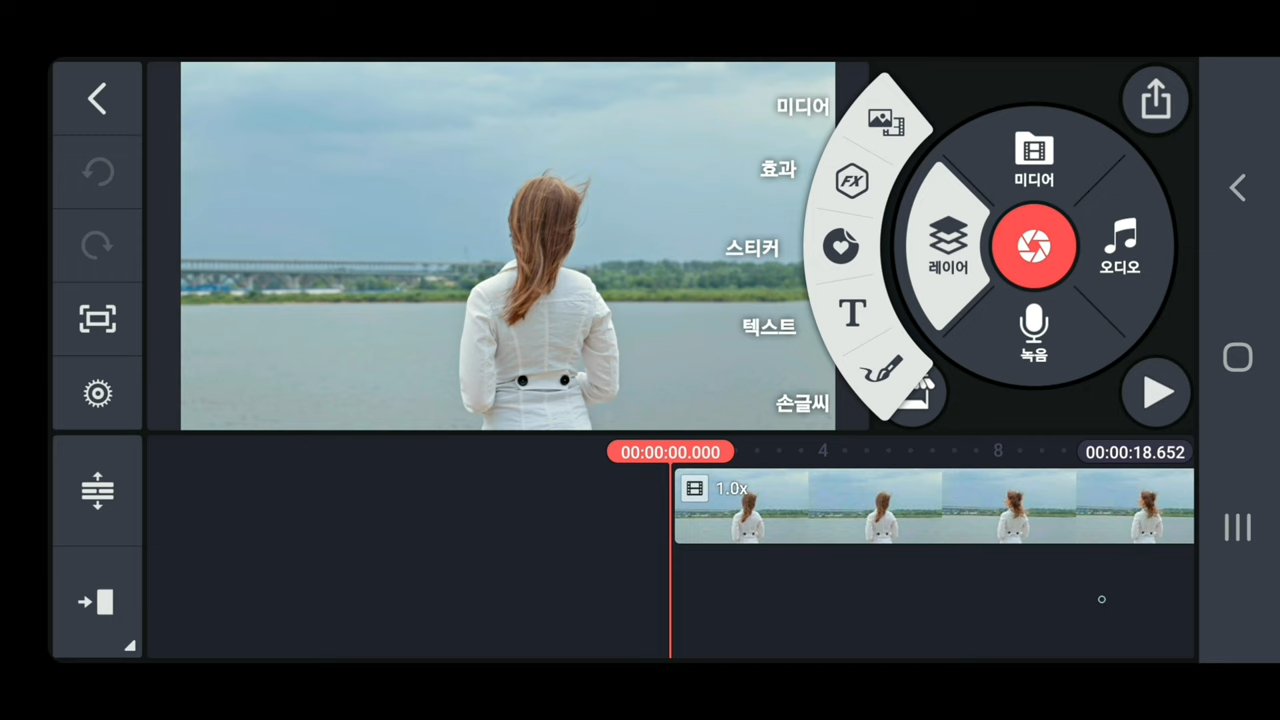 미디어
효과
스티커
텍스트
손글씨
FX
T
미디어
레이어
오디오
녹음
00:00:00.000
4
8
00:00:18.652
1.0x